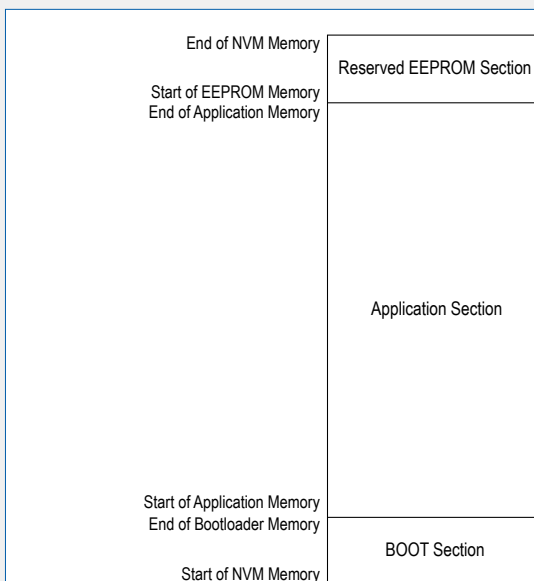 End of NVM Memory
Reserved EEPROM Section
Start of EEPROM Memory
End of Application Memory
Application Section
Start of Application Memory
End of Bootloader Memory
BOOT Section
Start of NVM Memory